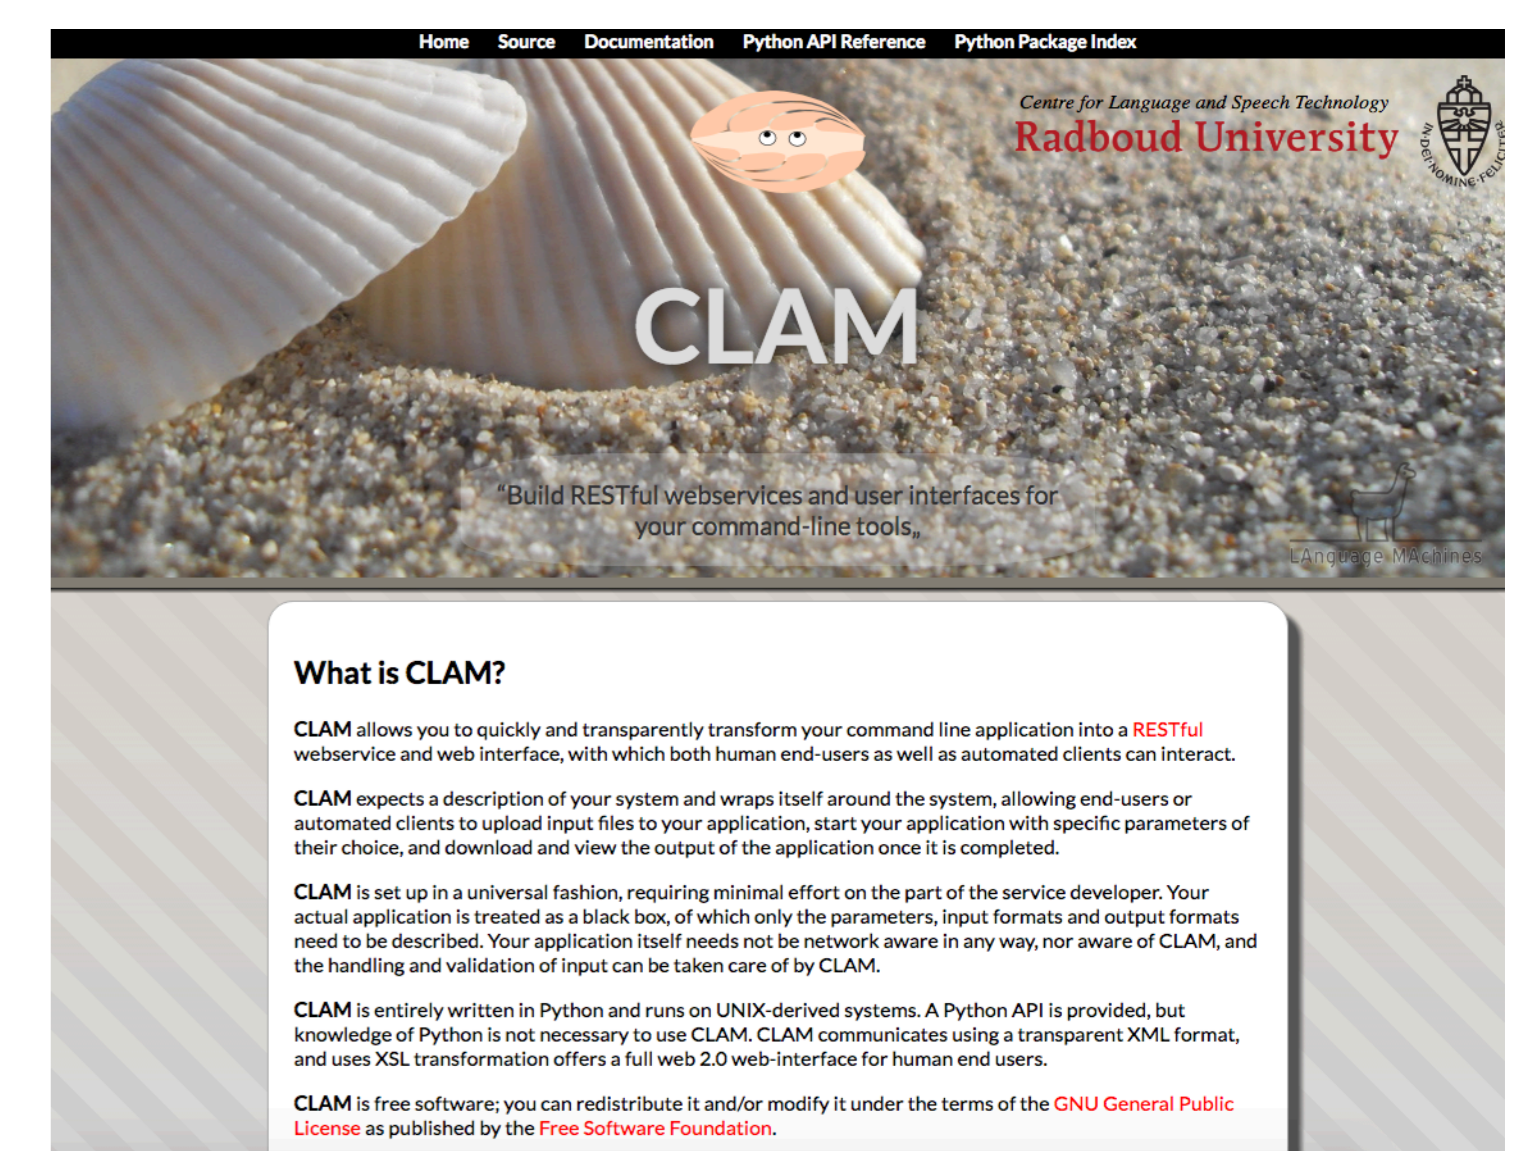 Home Source Documentation Python API Reference Python Package Index
Centre for Language and Speech Technology
Radboud University
IN·DEI·NOMINE·FELICITER
CLAM
“Build RESTful webservices and user interfaces for
your command-line tools„
LAnguage MAchines
What is CLAM?
CLAM allows you to quickly and transparently transform your command line application into a RESTful
webservice and web interface, with which both human end-users as well as automated clients can interact.
CLAM expects a description of your system and wraps itself around the system, allowing end-users or
automated clients to upload input files to your application, start your application with specific parameters of
their choice, and download and view the output of the application once it is completed.
CLAM is set up in a universal fashion, requiring minimal effort on the part of the service developer. Your
actual application is treated as a black box, of which only the parameters, input formats and output formats
need to be described. Your application itself needs not be network aware in any way, nor aware of CLAM, and
the handling and validation of input can be taken care of by CLAM.
CLAM is entirely written in Python and runs on UNIX-derived systems. A Python API is provided, but
knowledge of Python is not necessary to use CLAM. CLAM communicates using a transparent XML format,
and uses XSL transformation offers a full web 2.0 web-interface for human end users.
CLAM is free software; you can redistribute it and/or modify it under the terms of the GNU General Public
License as published by the Free Software Foundation.